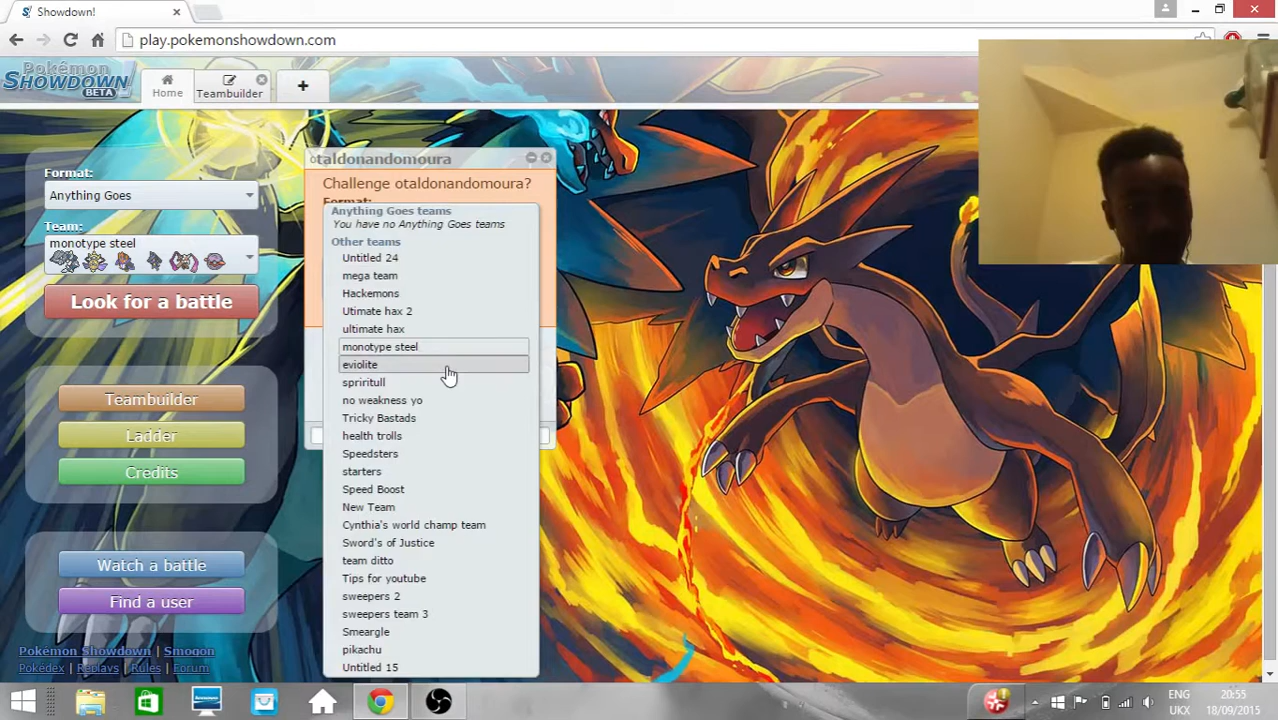 Showdown!
play.pokemonshowdown.com
Pokémon
SHOWDOWN
BETA
Home
Teambuilder
Format:
Anything Goes
Team:
monotype steel
Look for a battle
Teambuilder
Ladder
Credits
Watch a battle
Find a user
Pokémon Showdown | Smogon
Pokédex | Replays | Rules | Forum
otaldonandomoura
Challenge otaldonandomoura?
Format:
Anything Goes teams
You have no Anything Goes teams
Other teams
Untitled 24
mega team
Hackemons
Utimate hax 2
ultimate hax
monotype steel
eviolite
spriritull
no weakness yo
Tricky Bastads
health trolls
Speedsters
starters
Speed Boost
New Team
Cynthia's world champ team
Sword's of Justice
team ditto
Tips for youtube
sweepers 2
sweepers team 3
Smeargle
pikachu
Untitled 15
ENG
UKX
20:55
18/09/2015